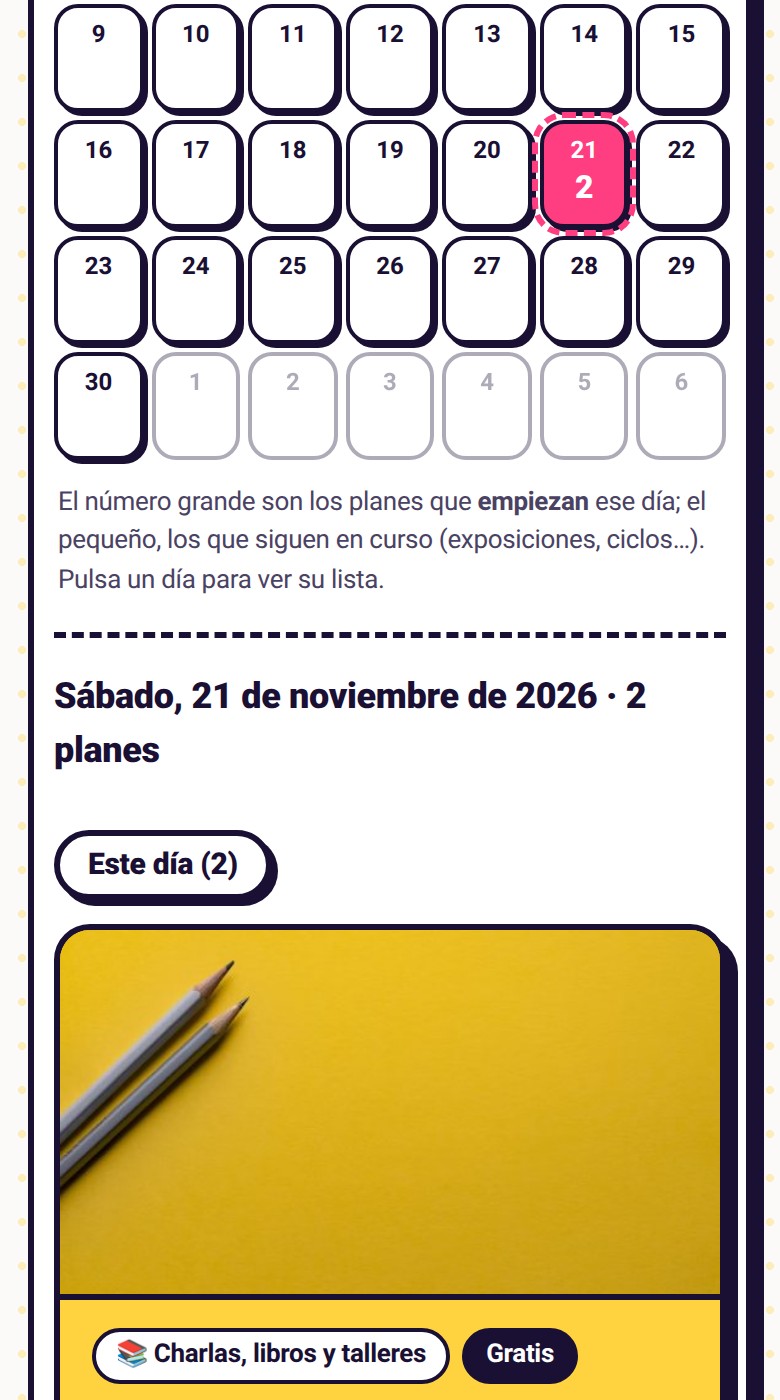 9 10 11 12 13 14 15
16 17 18 19 20 21 22
2
23 24 25 26 27 28 29
30 1 2 3 4 5 6
El número grande son los planes que empiezan ese día; el
pequeño, los que siguen en curso (exposiciones, ciclos…).
Pulsa un día para ver su lista.
Sábado, 21 de noviembre de 2026 · 2
planes
Este día (2)
📚 Charlas, libros y talleres Gratis